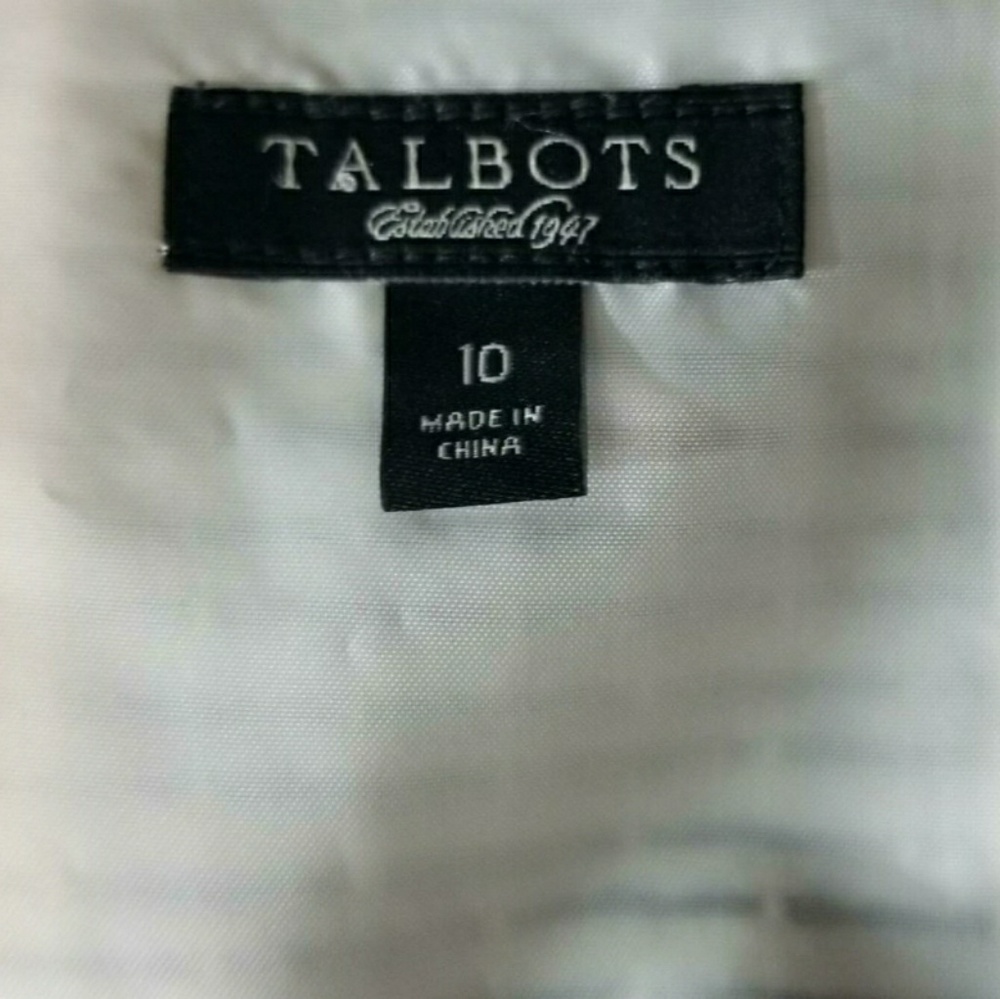 TALBOTS
Established 1947
10
MADE IN
CHINA